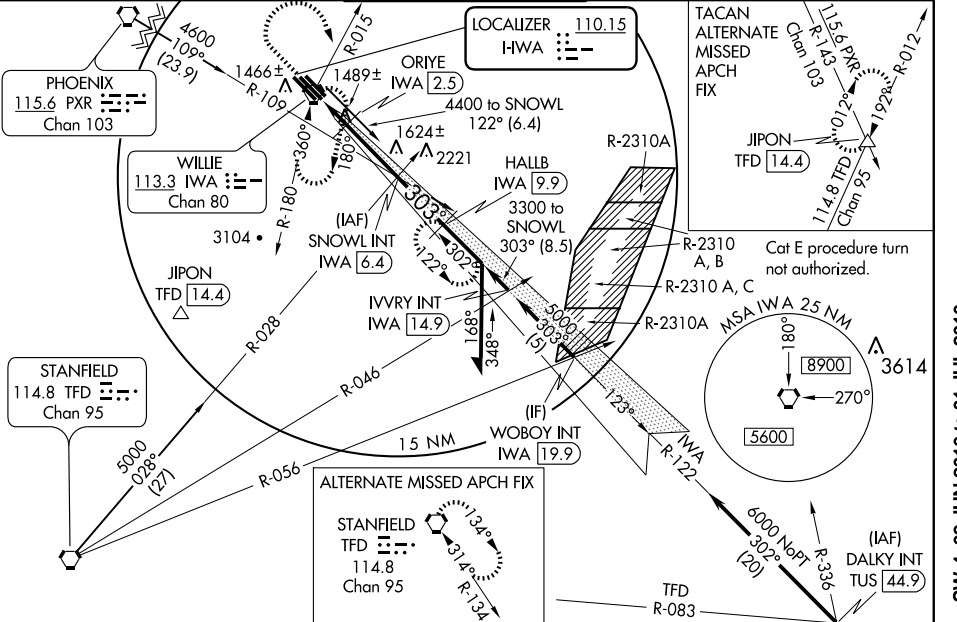 4600
109°
(23.9)
R-109
R-015
LOCALIZER 110.15
I-IWA
PHOENIX
115.6 PXR
Chan 103
1466±
1489±
ORIYE
IWA 2.5
4400 to SNOWL
122° (6.4)
1624±
2221
WILLIE
113.3 IWA
Chan 80
360°
180°
R-180
3104
(IAF)
SNOWL INT
IWA 6.4
303°
HALLB
IWA 9.9
3300 to
SNOWL
303° (8.5)
302°
122°
JIPON
TFD 14.4
IVVRY INT
IWA 14.9
168°
348°
R-028
R-046
R-056
5000
303°
(5)
R-2310A
R-2310
A, B
R-2310 A, C
R-2310A
STANFIELD
114.8 TFD
Chan 95
5000
028°
(27)
15 NM
(IF)
WOBOY INT
IWA 19.9
123°
IWA
R-122
6000 NoPT
302°
(20)
R-336
(IAF)
DALKY INT
TUS 44.9
TFD
R-083
ALTERNATE MISSED APCH FIX
STANFIELD
TFD
114.8
Chan 95
134°
314°
R-134
TACAN
ALTERNATE
MISSED
APCH
FIX
115.6 PXR
R-143
Chan 103
R-012
012°
192°
JIPON
TFD 14.4
114.8 TFD
Chan 95
Cat E procedure turn
not authorized.
MSA IWA 25 NM
180°
8900
270°
5600
3614